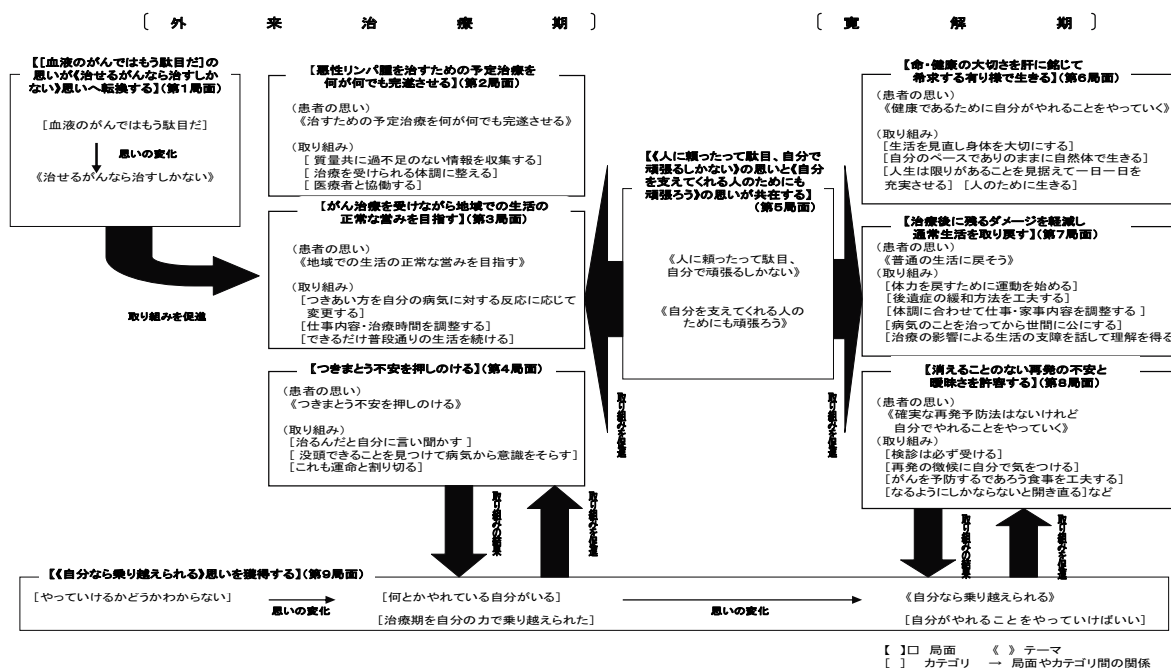 〔 外 来 治 療 期 〕
〔 寛 解 期 〕
【[血液のがんではもう駄目だ]の
思いが《治せるがんなら治すしか
ない》思いへ転換する】(第1局面)
[血液のがんではもう駄目だ]
思いの変化
《治せるがんなら治すしかない》
取り組みを促進
【悪性リンパ腫を治すための予定治療を
何が何でも完遂させる】(第2局面)
(患者の思い)
《治すための予定治療を何が何でも完遂させる》
(取り組み)
[ 質量共に過不足のない情報を収集する]
[ 治療を受けられる体調に整える]
[ 医療者と協働する]
【がん治療を受けながら地域での生活の
正常な営みを目指す】(第3局面)
(患者の思い)
《地域での生活の正常な営みを目指す》
(取り組み)
[つきあい方を自分の病気に対する反応に応じて
変更する]
[仕事内容・治療時間を調整する]
[できるだけ普段通りの生活を続ける]
【つきまとう不安を押しのける】(第4局面)
(患者の思い)
《つきまとう不安を押しのける》
(取り組み)
[治るんだと自分に言い聞かす ]
[ 没頭できることを見つけて病気から意識をそらす]
[これも運命と割り切る]
取り組みの結果
取り組みを促進
【《人に頼ったって駄目、自分で
頑張るしかない》の思いと《自分
を支えてくれる人のためにも
頑張ろう》の思いが共在する】
(第5局面)
《人に頼ったって駄目、
自分で頑張るしかない》
《自分を支えてくれる人の
ためにも頑張ろう》
取り組みを促進
取り組みを促進
【命・健康の大切さを肝に銘じて
希求する有り様で生きる】(第6局面)
(患者の思い)
《健康であるために自分がやれることをやっていく》
(取り組み)
[生活を見直し身体を大切にする]
[自分のペースでありのままに自然体で生きる]
[人生は限りがあることを見据えて一日一日を
充実させる] [人のために生きる]
【治療後に残るダメージを軽減し
通常生活を取り戻す】(第7局面)
(患者の思い)
《普通の生活に戻そう》
(取り組み)
[体力を戻すために運動を始める]
[後遺症の緩和方法を工夫する]
[体調に合わせて仕事・家事内容を調整する ]
[病気のことを治ってから世間に公にする]
[治療の影響による生活の支障を話して理解を得る]
【消えることのない再発の不安と
曖昧さを許容する】(第8局面)
(患者の思い)
《確実な再発予防法はないけれど
自分でやれることをやっていく》
(取り組み)
[検診は必ず受ける]
[再発の徴候に自分で気をつける]
[がんを予防するであろう食事を工夫する]
[なるようにしかならないと開き直る]など
取り組みの結果
取り組みを促進
【《自分なら乗り越えられる》思いを獲得する】(第9局面)
[やっていけるかどうかわからない]
思いの変化
[何とかやれている自分がいる]
[治療期を自分の力で乗り越えられた]
思いの変化
《自分なら乗り越えられる》
[自分がやれることをやっていけばいい]
【 】□ 局面 《 》 テーマ
[ ] カテゴリ → 局面やカテゴリ間の関係